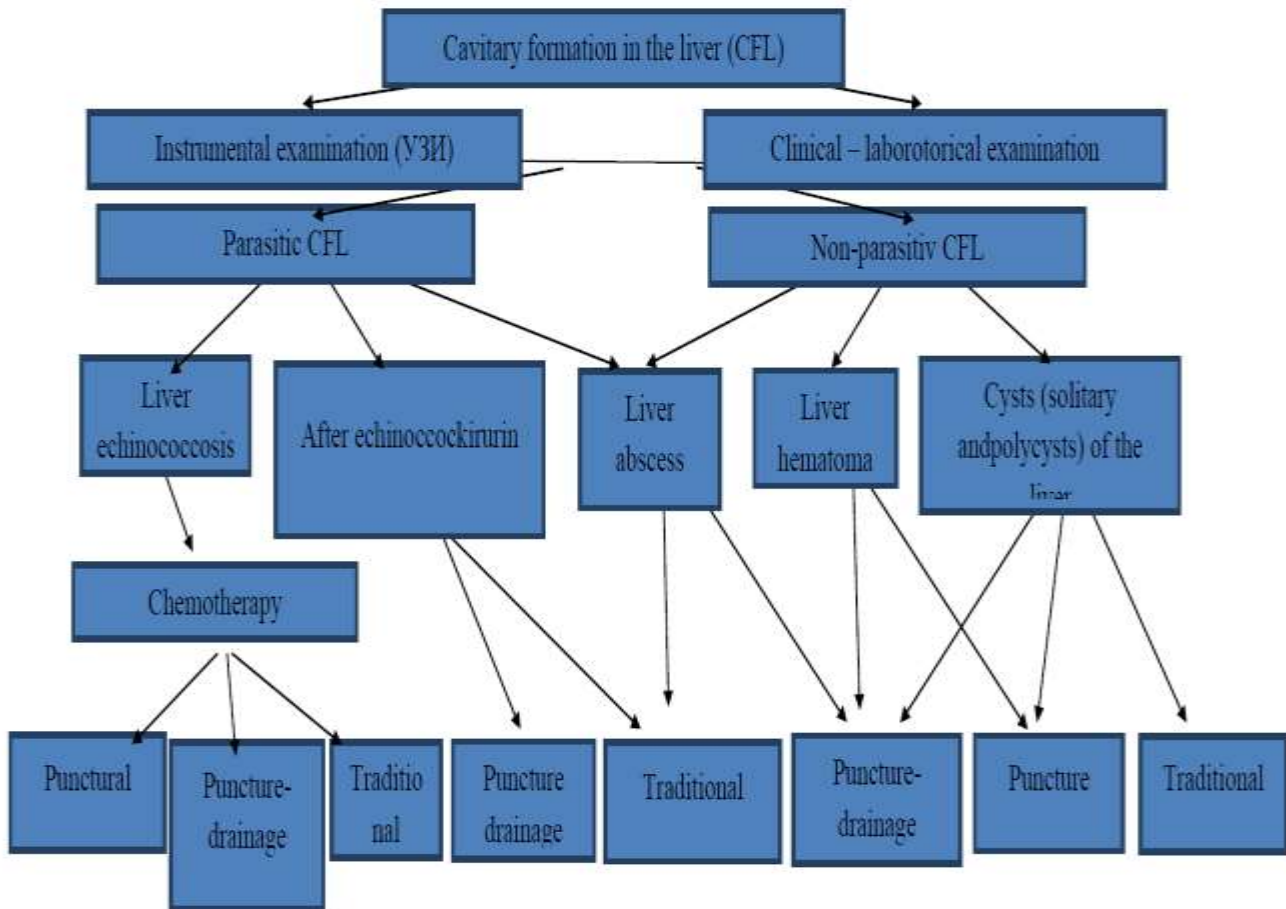 Cavitary formation in the liver (CFL)
Instrumental examination (УЗИ)
Clinical – laborotorical examination
Parasitic CFL
Non-parasitiv CFL
Liver
echinococcosis
After echinoccockirurin
Liver
abscess
Liver
hematoma
Cysts (solitary
andpolycysts) of the
liver
Chemotherapy
Punctural
Puncture-
drainage
Traditio
nal
Puncture
drainage
Traditional
Puncture-
drainage
Puncture
Traditional